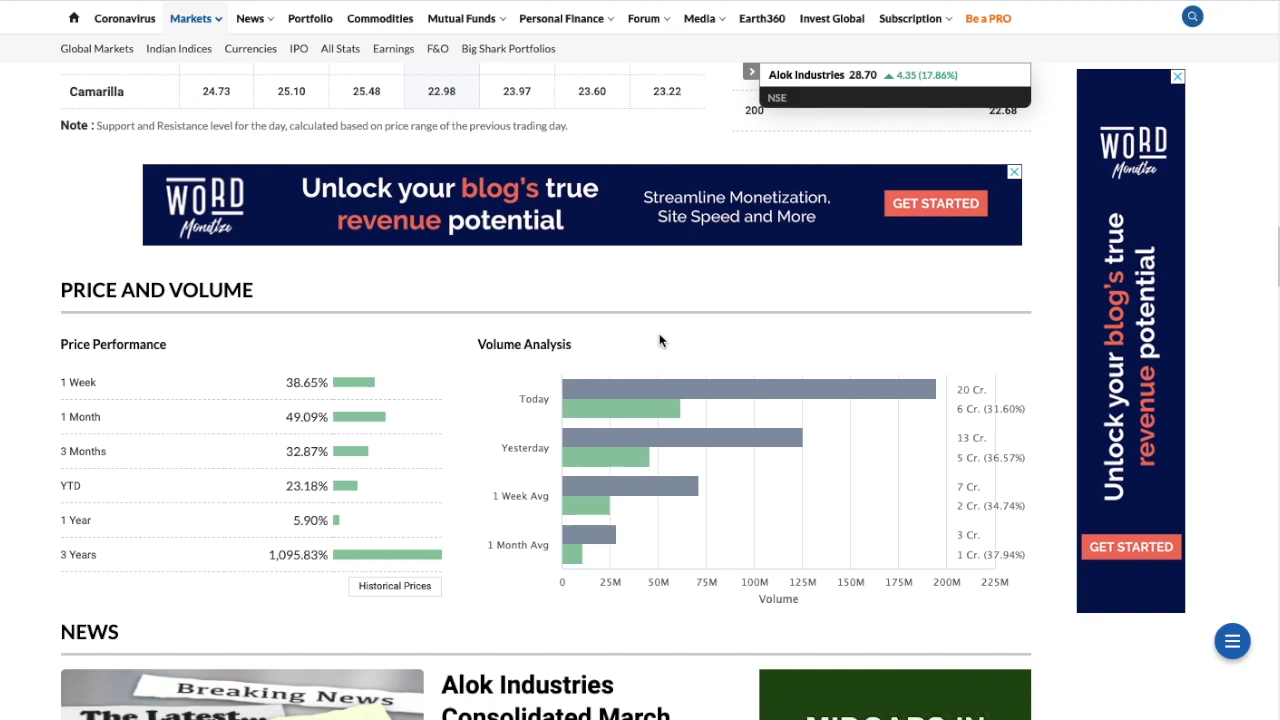 Coronavirus Markets News Portfolio Commodities Mutual Funds Personal Finance Forum Media Earth360 Invest Global Subscription Be a PRO
Global Markets Indian Indices Currencies IPO All Stats Earnings F&O Big Shark Portfolios
Alok Industries 28.70 4.35 (17.86%)
NSE
Camarilla 24.73 25.10 25.48 22.98 23.97 23.60 23.22
200 22.68
Note : Support and Resistance level for the day, calculated based on price range of the previous trading day.
WORD
Monetize
Unlock your blog's true
revenue potential
Streamline Monetization,
Site Speed and More
GET STARTED
WORD
Monetize
Unlock your blog's true
revenue potential
GET STARTED
PRICE AND VOLUME
Price Performance
1 Week 38.65%
1 Month 49.09%
3 Months 32.87%
YTD 23.18%
1 Year 5.90%
3 Years 1,095.83%
Historical Prices
Volume Analysis
Today 20 Cr.
6 Cr. (31.60%)
Yesterday 13 Cr.
5 Cr. (36.57%)
1 Week Avg 7 Cr.
2 Cr. (34.74%)
1 Month Avg 3 Cr.
1 Cr. (37.94%)
0 25M 50M 75M 100M 125M 150M 175M 200M 225M
Volume
NEWS
Breaking News
The Latest...
Alok Industries
Consolidated March
MIDCAPS IN